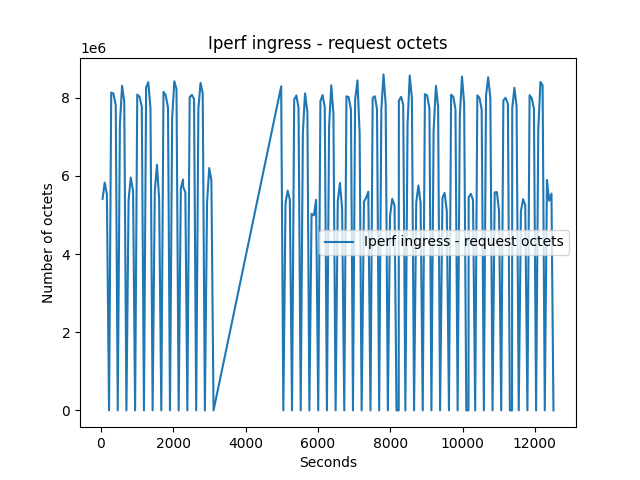 Iperf ingress - request octets
1e6
8
6
4
2
0
Number of octets
Iperf ingress - request octets
0 2000 4000 6000 8000 10000 12000
Seconds